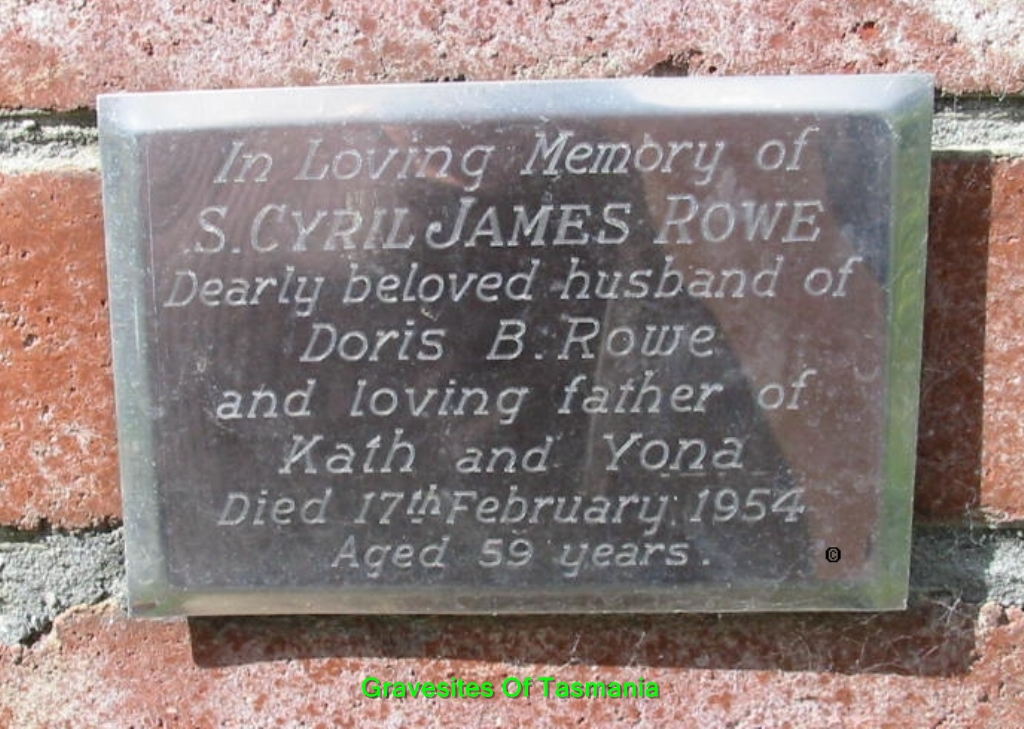 In Loving Memory of
S. CYRIL JAMES ROWE
Dearly beloved husband of
Doris B. Rowe
and loving father of
Kath and Yona
Died 17th February 1954
Aged 59 years.
©
Gravesites Of Tasmania